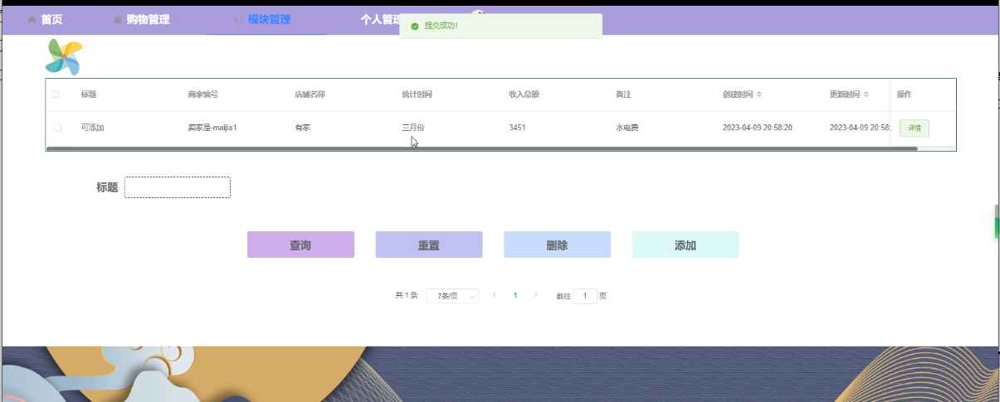 首页 购物管理 模块管理 个人管理
提交成功！
标题 商家编号 店铺名称 统计时间 收入总额 备注 创建时间 更新时间 操作
可添加 卖家是-maijia1 有家 三月份 3451 水电费 2023-04-09 20:58:20 2023-04-09 20:58: 详情
标题
查询 重置 删除 添加
共 1 条 7条/页 1 前往 1 页